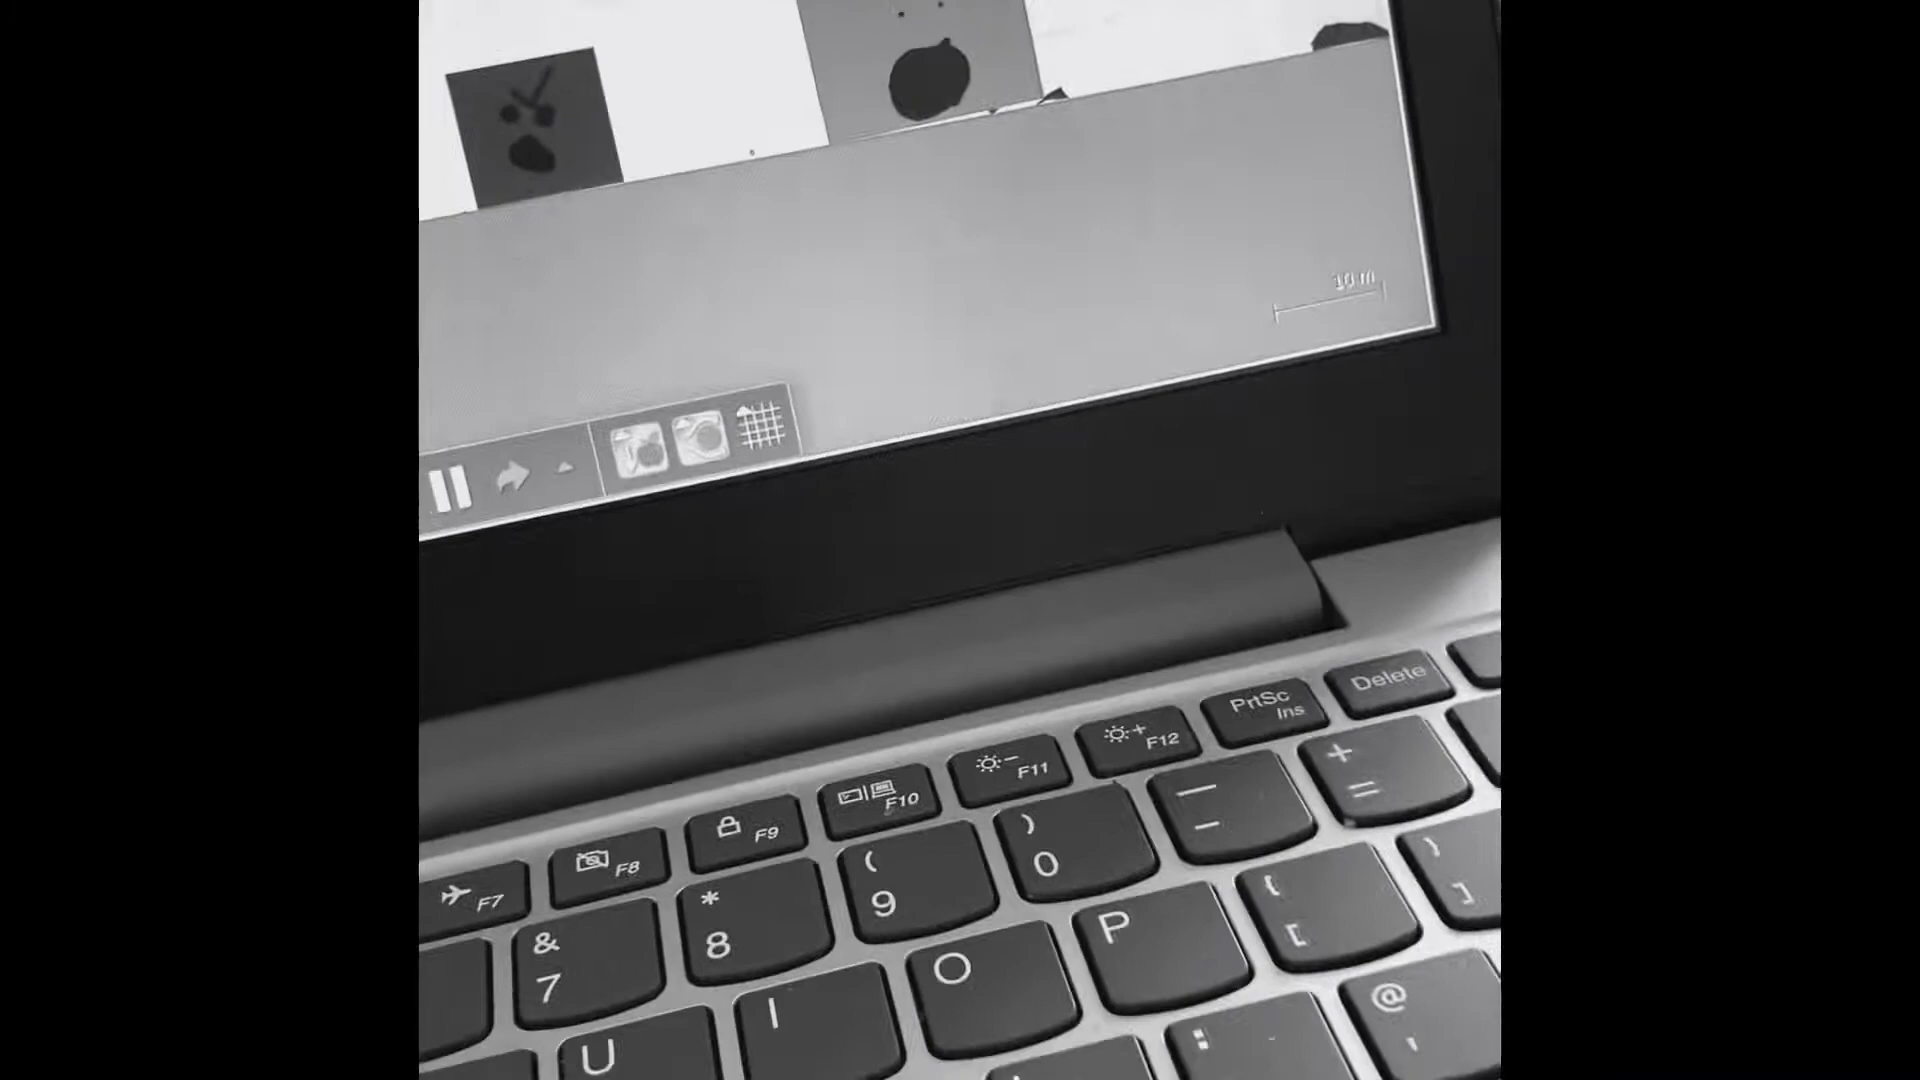 10 m
Delete
PrtSc
Ins
F12
F11
F10
F9
F8
F7
+
=
—
–
)
0
(
9
*
8
&
7
}
]
{
[
P
O
I
U
@
'
: